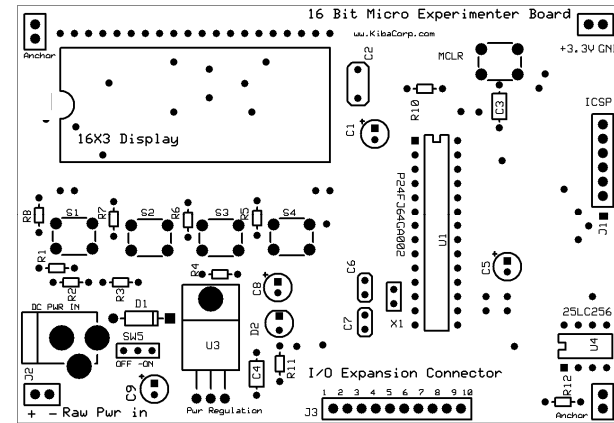 16 Bit Micro Experimenter Board
www.KibaCorp.com
Anchor
C2
MCLR
+3.3V GND
R10
C3
ICSP
C1
16X3 Display
P24FJ64GA002
U1
J1
R8
S1
R7
S2
R6
S3
R5
S4
R1
R2
R3
R4
C8
C6
C5
DC PWR IN
D1
SW5
OFF -ON
U3
D2
C7
X1
25LC256
U4
J2
C9
C4
R11
I/O Expansion Connector
R12
+ - Raw Pwr in
Pwr Regulation
J3
1 2 3 4 5 6 7 8 9 10
Anchor